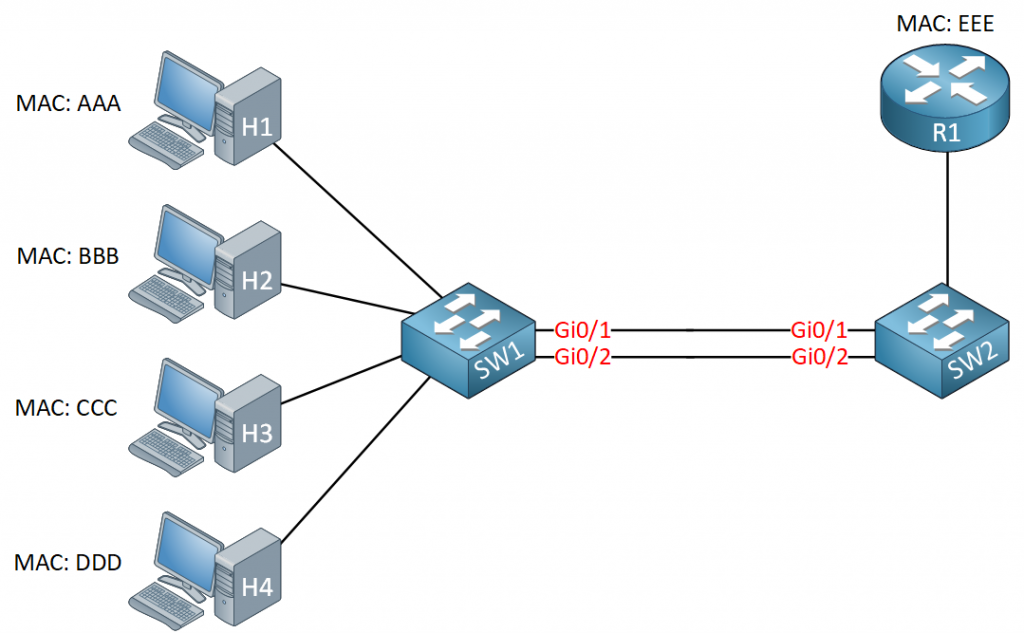 MAC: EEE
R1
MAC: AAA
H1
MAC: BBB
H2
Gi0/1
Gi0/1
Gi0/2
Gi0/2
SW1
SW2
MAC: CCC
H3
MAC: DDD
H4